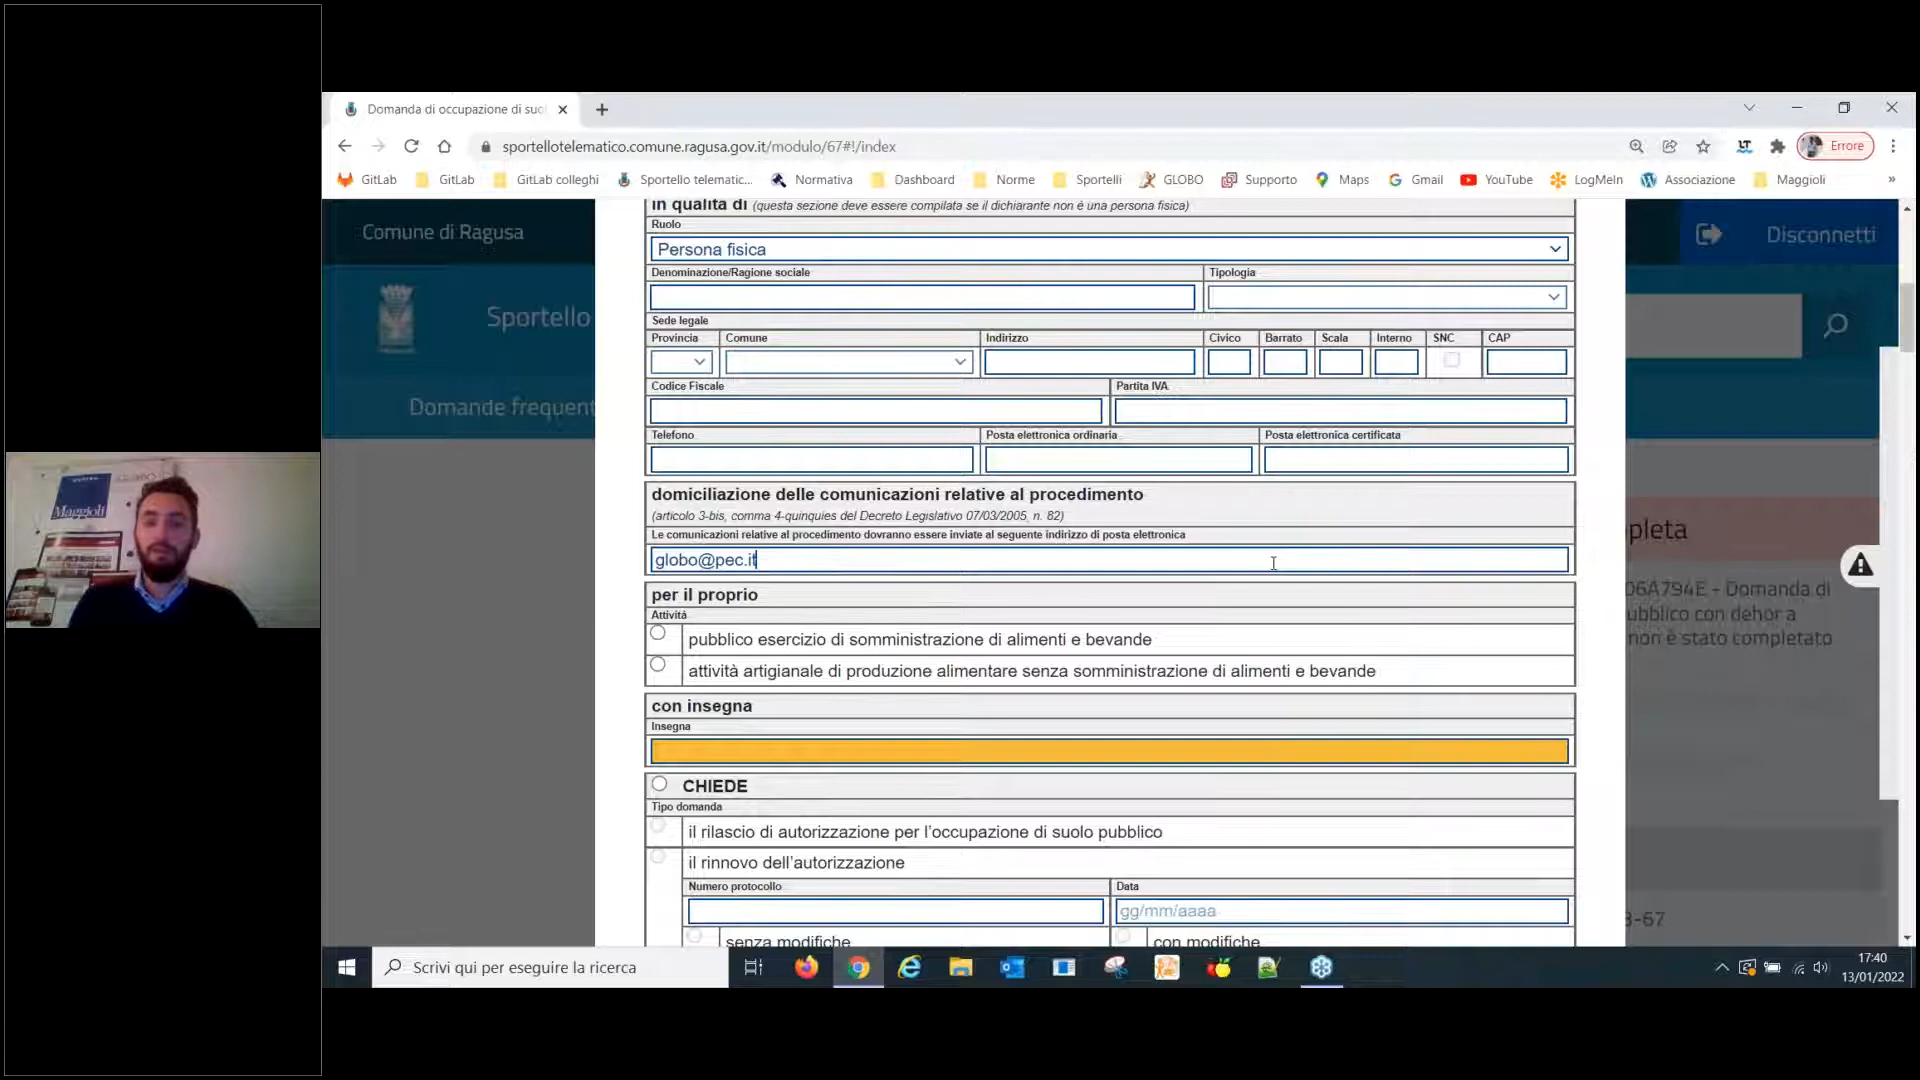 Maggioli
Domanda di occupazione di suo
sportellotelematico.comune.ragusa.gov.it/modulo/67#!/index
Errore
GitLab
GitLab
GitLab colleghi
Sportello telematic...
Normativa
Dashboard
Norme
Sportelli
GLOBO
Supporto
Maps
Gmail
YouTube
LogMeIn
Associazione
Maggioli
»
Comune di Ragusa
Disconnetti
Sportello
Domande frequent
in qualità di (questa sezione deve essere compilata se il dichiarante non è una persona fisica)
Ruolo
Persona fisica
Denominazione/Ragione sociale
Tipologia
Sede legale
Provincia
Comune
Indirizzo
Civico
Barrato
Scala
Interno
SNC
CAP
Codice Fiscale
Partita IVA
Telefono
Posta elettronica ordinaria
Posta elettronica certificata
domiciliazione delle comunicazioni relative al procedimento
(articolo 3-bis, comma 4-quinquies del Decreto Legislativo 07/03/2005, n. 82)
Le comunicazioni relative al procedimento dovranno essere inviate al seguente indirizzo di posta elettronica
globo@pec.it
per il proprio
Attività
pubblico esercizio di somministrazione di alimenti e bevande
attività artigianale di produzione alimentare senza somministrazione di alimenti e bevande
con insegna
Insegna
CHIEDE
Tipo domanda
il rilascio di autorizzazione per l'occupazione di suolo pubblico
il rinnovo dell'autorizzazione
Numero protocollo
Data
gg/mm/aaaa
senza modifiche
con modifiche
pleta
06A794E - Domanda di
ubblico con dehor a
non è stato completato
3-67
Scrivi qui per eseguire la ricerca
17:40
13/01/2022